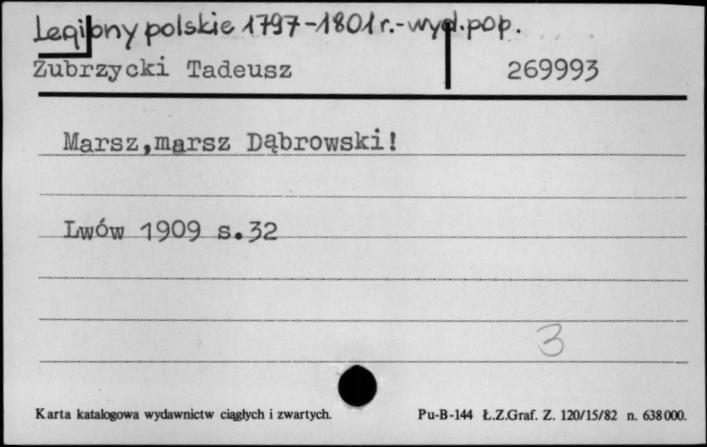 Legiony polskie 1797-1801 r.-wyd. pop.
Zubrzycki Tadeusz 269993
Marsz,marsz Dąbrowski!
Lwów 1909 s.32
3
Karta katalogowa wydawnictw ciągłych i zwartych. Pu-B-144 Ł.Z.Graf. Z. 120/15/82 n. 638 000.